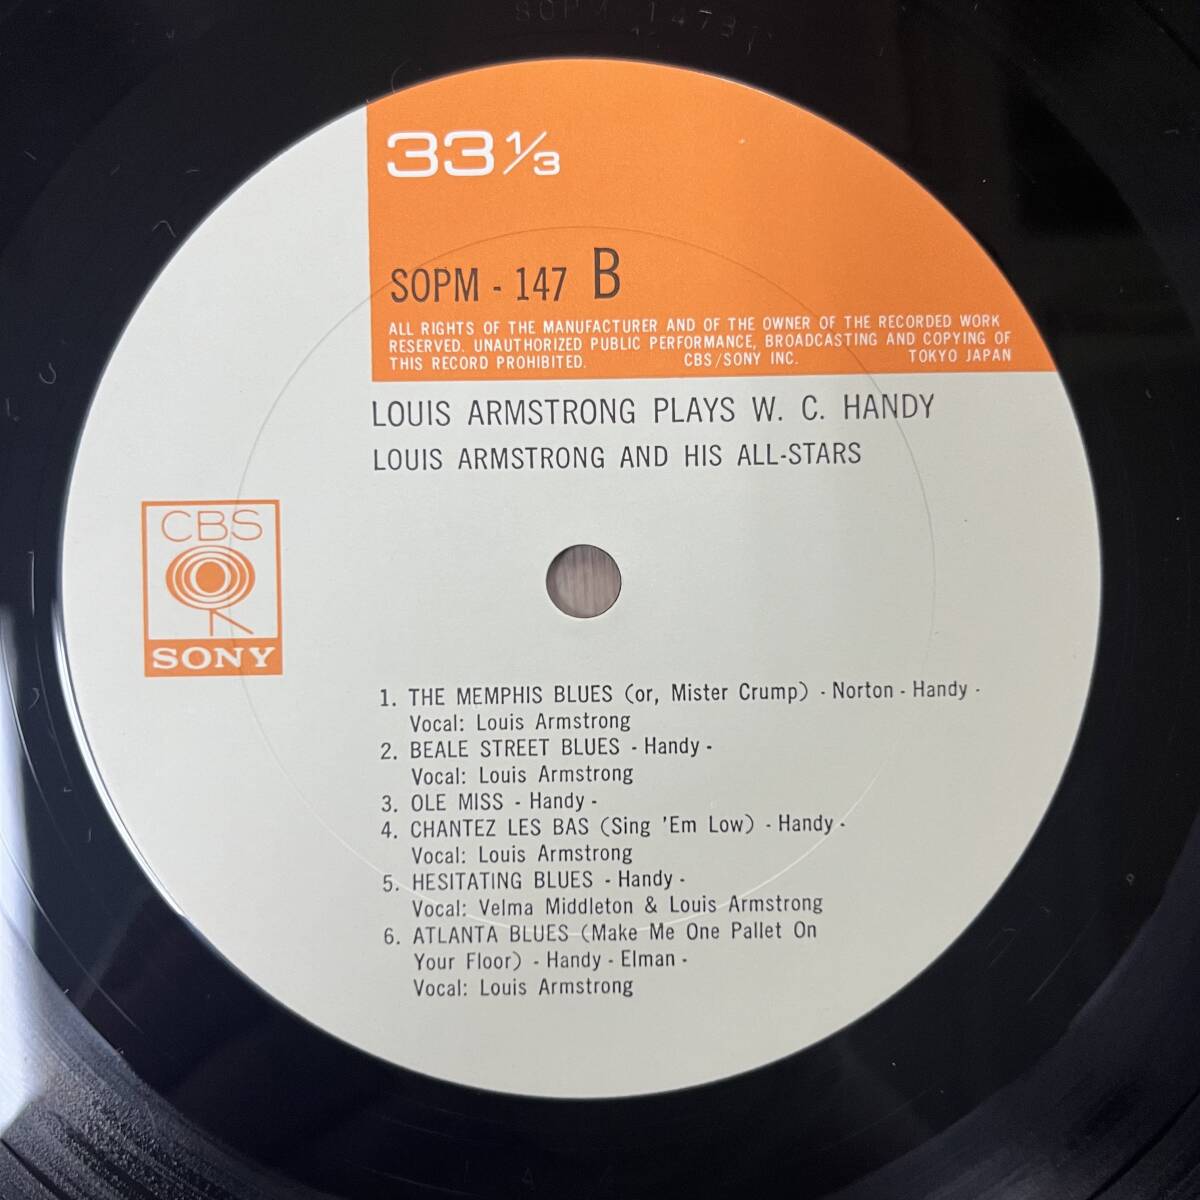 SOPM 1473
33 1/3
SOPM - 147 B
ALL RIGHTS OF THE MANUFACTURER AND OF THE OWNER OF THE RECORDED WORK
RESERVED. UNAUTHORIZED PUBLIC PERFORMANCE, BROADCASTING AND COPYING OF
THIS RECORD PROHIBITED. CBS/SONY INC. TOKYO JAPAN
LOUIS ARMSTRONG PLAYS W. C. HANDY
LOUIS ARMSTRONG AND HIS ALL-STARS
CBS
SONY
1. THE MEMPHIS BLUES (or, Mister Crump) - Norton - Handy -
Vocal: Louis Armstrong
2. BEALE STREET BLUES - Handy -
Vocal: Louis Armstrong
3. OLE MISS - Handy -
4. CHANTEZ LES BAS (Sing 'Em Low) - Handy -
Vocal: Louis Armstrong
5. HESITATING BLUES - Handy -
Vocal: Velma Middleton & Louis Armstrong
6. ATLANTA BLUES (Make Me One Pallet On
Your Floor) - Handy - Elman -
Vocal: Louis Armstrong